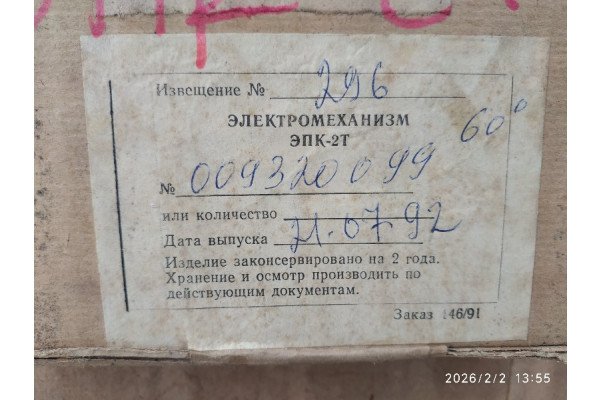 Извещение № 296
ЭЛЕКТРОМЕХАНИЗМ
ЭПК-2Т
60°
№ 009320099
или количество
Дата выпуска 21.07.92
Изделие законсервировано на 2 года.
Хранение и осмотр производить по
действующим документам.
Заказ 146/91
2026/2/2 13:55